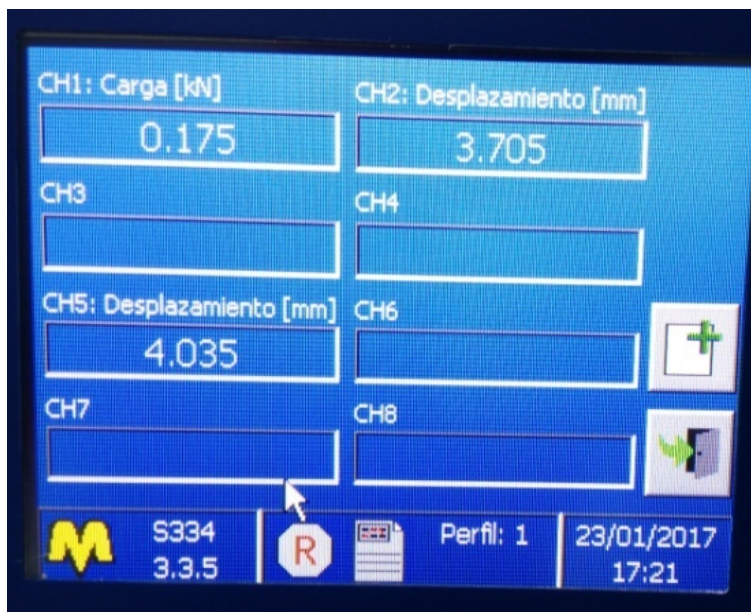 CH1: Carga [kN]
0.175
CH2: Desplazamiento [mm]
3.705
CH3
CH4
CH5: Desplazamiento [mm]
4.035
CH6
CH7
CH8
S334
3.3.5
R
Perfil: 1
23/01/2017
17:21